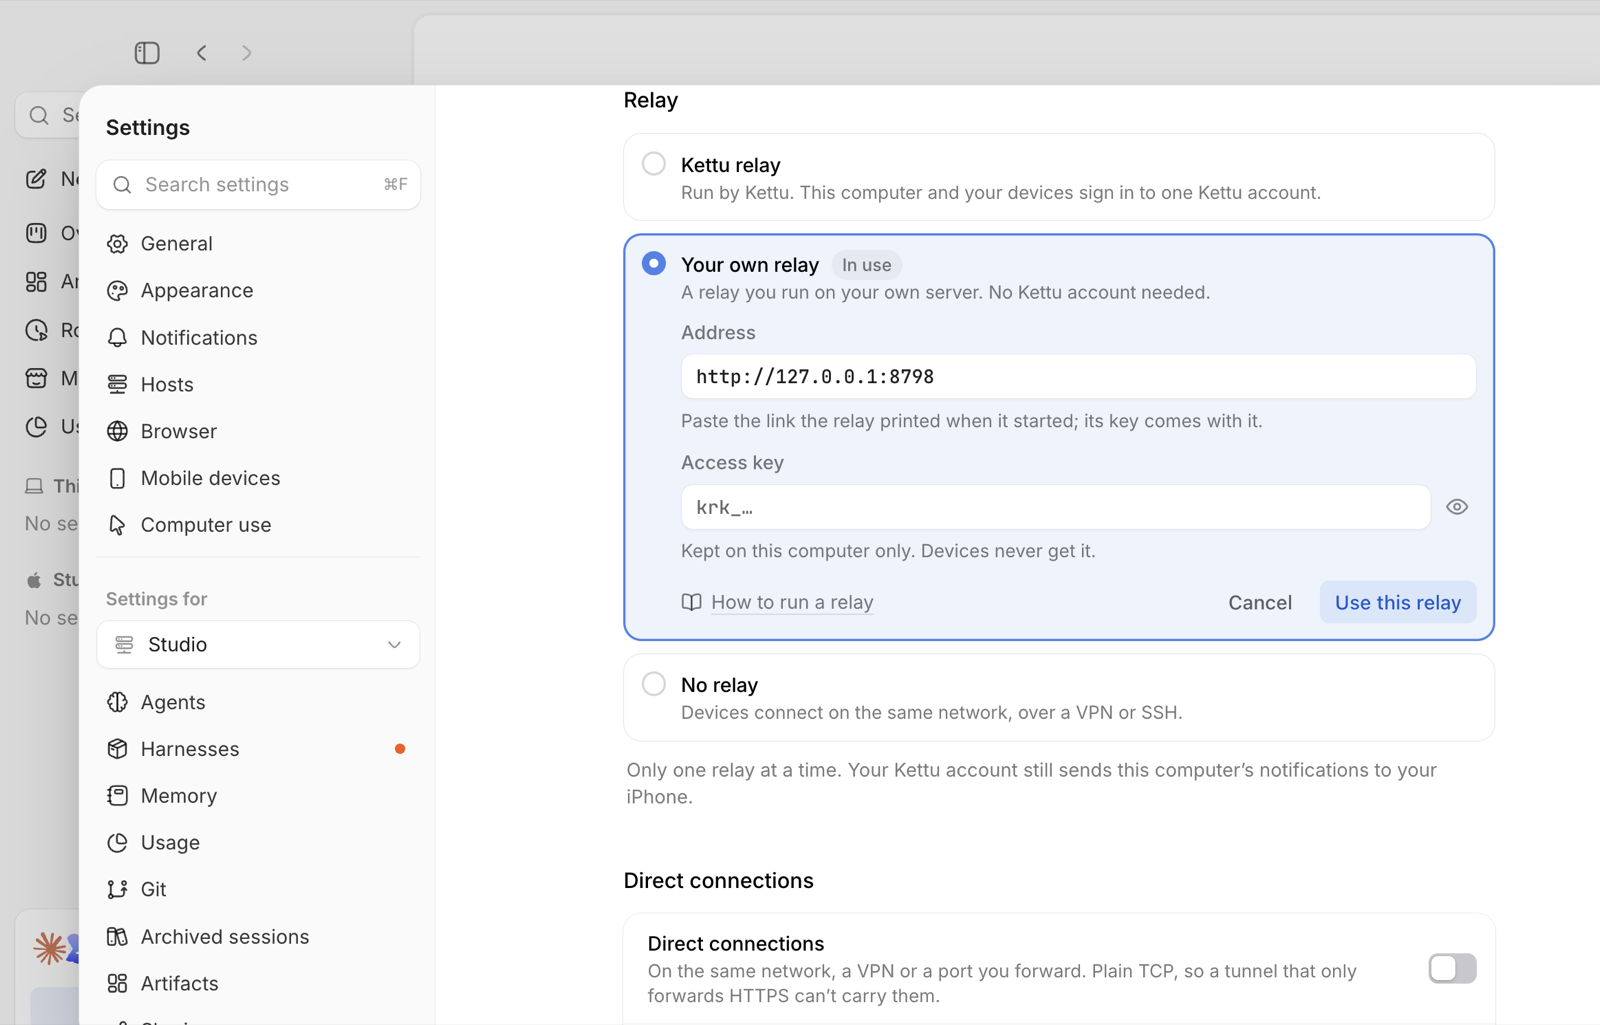 Settings
Search settings ⌘F
General
Appearance
Notifications
Hosts
Browser
Mobile devices
Computer use
Settings for
Studio
Agents
Harnesses
Memory
Usage
Git
Archived sessions
Artifacts
No se
No se
Relay
Kettu relay
Run by Kettu. This computer and your devices sign in to one Kettu account.
Your own relay In use
A relay you run on your own server. No Kettu account needed.
Address
http://127.0.0.1:8798
Paste the link the relay printed when it started; its key comes with it.
Access key
krk_…
Kept on this computer only. Devices never get it.
How to run a relay Cancel Use this relay
No relay
Devices connect on the same network, over a VPN or SSH.
Only one relay at a time. Your Kettu account still sends this computer’s notifications to your
iPhone.
Direct connections
Direct connections
On the same network, a VPN or a port you forward. Plain TCP, so a tunnel that only
forwards HTTPS can’t carry them.